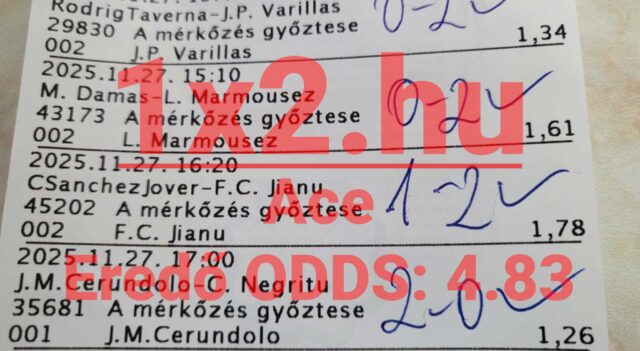 RodrigTaverna-J.P. Varillas
29830 A mérkőzés győztese 0-2✓
002 J.P. Varillas 1,34
2025.11.27. 15:10
M. Damas-L. Marmousez
43173 A mérkőzés győztese 0-2✓
002 L. Marmousez 1,61
2025.11.27. 16:20
CSanchezJover-F.C. Jianu
45202 A mérkőzés győztese 1-2✓
002 F.C. Jianu 1,78
2025.11.27. 17:00
J.M.Cerundolo-C. Negritu
35681 A mérkőzés győztese 2-0✓
001 J.M.Cerundolo 1,26
1x2.hu
Ace
Eredő ODDS: 4.83